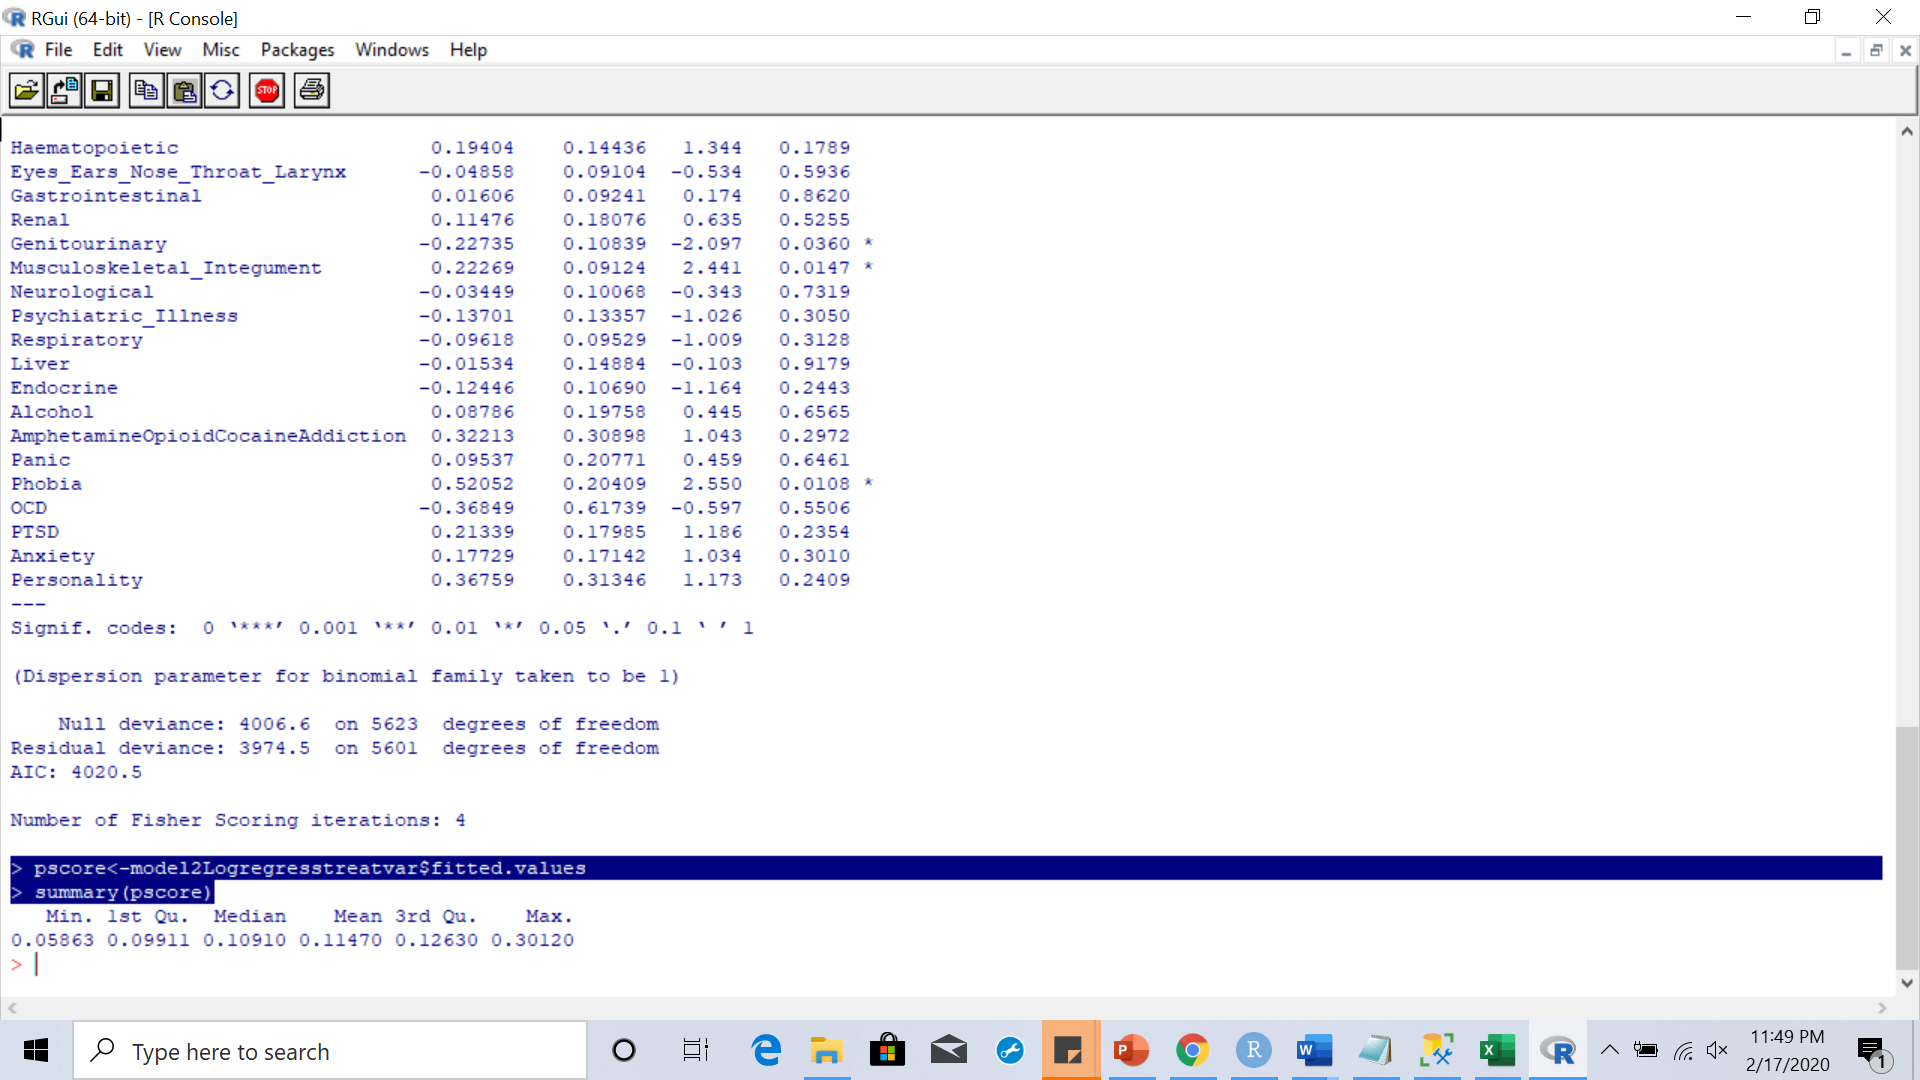 RGui (64-bit) - [R Console]
File Edit View Misc Packages Windows Help
STOP
Haematopoietic 0.19404 0.14436 1.344 0.1789
Eyes_Ears_Nose_Throat_Larynx -0.04858 0.09104 -0.534 0.5936
Gastrointestinal 0.01606 0.09241 0.174 0.8620
Renal 0.11476 0.18076 0.635 0.5255
Genitourinary -0.22735 0.10839 -2.097 0.0360 *
Musculoskeletal_Integument 0.22269 0.09124 2.441 0.0147 *
Neurological -0.03449 0.10068 -0.343 0.7319
Psychiatric_Illness -0.13701 0.13357 -1.026 0.3050
Respiratory -0.09618 0.09529 -1.009 0.3128
Liver -0.01534 0.14884 -0.103 0.9179
Endocrine -0.12446 0.10690 -1.164 0.2443
Alcohol 0.08786 0.19758 0.445 0.6565
AmphetamineOpioidCocaineAddiction 0.32213 0.30898 1.043 0.2972
Panic 0.09537 0.20771 0.459 0.6461
Phobia 0.52052 0.20409 2.550 0.0108 *
OCD -0.36849 0.61739 -0.597 0.5506
PTSD 0.21339 0.17985 1.186 0.2354
Anxiety 0.17729 0.17142 1.034 0.3010
Personality 0.36759 0.31346 1.173 0.2409
---
Signif. codes: 0 ‘***’ 0.001 ‘**’ 0.01 ‘*’ 0.05 ‘.’ 0.1 ‘ ’ 1
(Dispersion parameter for binomial family taken to be 1)
Null deviance: 4006.6 on 5623 degrees of freedom
Residual deviance: 3974.5 on 5601 degrees of freedom
AIC: 4020.5
Number of Fisher Scoring iterations: 4
> pscore<-model2Logregresstreatvar$fitted.values
> summary(pscore)
Min. 1st Qu. Median Mean 3rd Qu. Max.
0.05863 0.09911 0.10910 0.11470 0.12630 0.30120
>
Type here to search
11:49 PM
2/17/2020
1